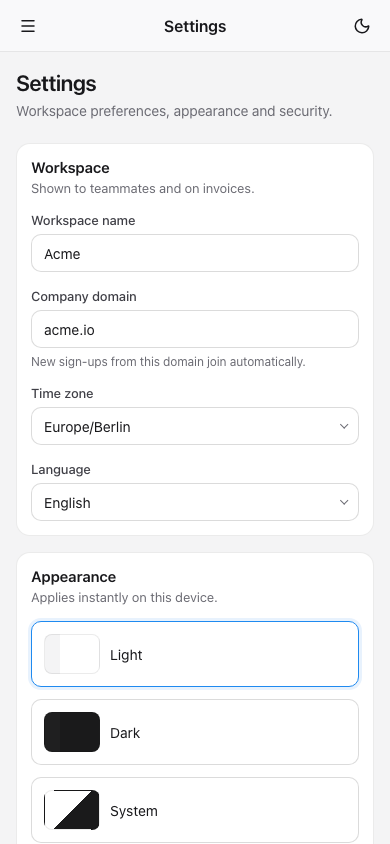 Settings
Settings
Workspace preferences, appearance and security.
Workspace
Shown to teammates and on invoices.
Workspace name
Acme
Company domain
acme.io
New sign-ups from this domain join automatically.
Time zone
Europe/Berlin
Language
English
Appearance
Applies instantly on this device.
Light
Dark
System